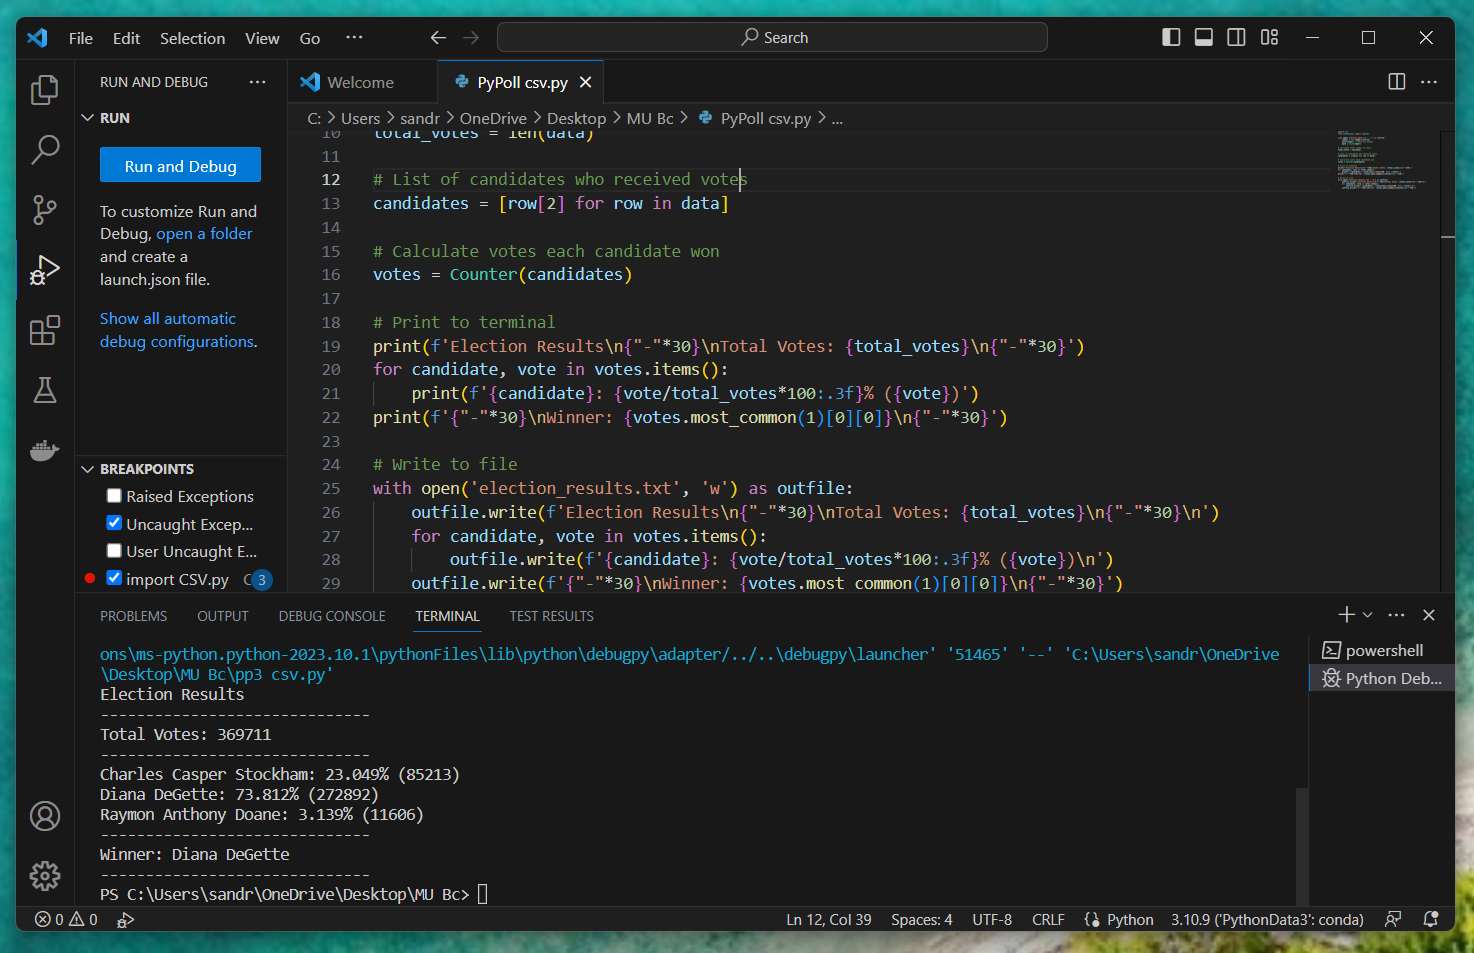 File Edit Selection View Go ··· Search
RUN AND DEBUG ···
Welcome
PyPoll csv.py
RUN
C: > Users > sandr > OneDrive > Desktop > MU Bc > PyPoll csv.py > ...
Run and Debug
To customize Run and
Debug, open a folder
and create a
launch.json file.
Show all automatic
debug configurations.
BREAKPOINTS
Raised Exceptions
Uncaught Excep...
User Uncaught E...
import CSV.py C 3
10 total_votes = len(data)
11
12 # List of candidates who received votes
13 candidates = [row[2] for row in data]
14
15 # Calculate votes each candidate won
16 votes = Counter(candidates)
17
18 # Print to terminal
19 print(f'Election Results\n{"-"*30}\nTotal Votes: {total_votes}\n{"-"*30}')
20 for candidate, vote in votes.items():
21     print(f'{candidate}: {vote/total_votes*100:.3f}% ({vote})')
22 print(f'{"-"*30}\nWinner: {votes.most_common(1)[0][0]}\n{"-"*30}')
23
24 # Write to file
25 with open('election_results.txt', 'w') as outfile:
26     outfile.write(f'Election Results\n{"-"*30}\nTotal Votes: {total_votes}\n{"-"*30}\n')
27     for candidate, vote in votes.items():
28         outfile.write(f'{candidate}: {vote/total_votes*100:.3f}% ({vote})\n')
29     outfile.write(f'{"-"*30}\nWinner: {votes.most_common(1)[0][0]}\n{"-"*30}')
PROBLEMS OUTPUT DEBUG CONSOLE TERMINAL TEST RESULTS
ons\ms-python.python-2023.10.1\pythonFiles\lib\python\debugpy\adapter/../..\debugpy\launcher' '51465' '--' 'C:\Users\sandr\OneDrive
\Desktop\MU Bc\pp3 csv.py'
Election Results
------------------------------
Total Votes: 369711
------------------------------
Charles Casper Stockham: 23.049% (85213)
Diana DeGette: 73.812% (272892)
Raymon Anthony Doane: 3.139% (11606)
------------------------------
Winner: Diana DeGette
------------------------------
PS C:\Users\sandr\OneDrive\Desktop\MU Bc>
powershell
Python Deb...
0 0 Ln 12, Col 39 Spaces: 4 UTF-8 CRLF Python 3.10.9 ('PythonData3': conda)